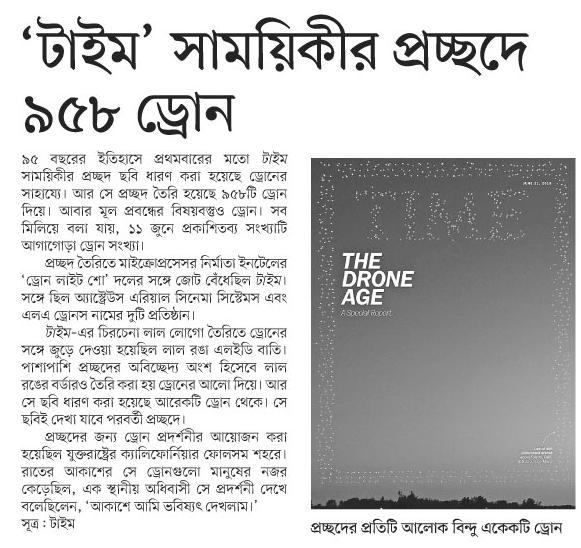 ‘টাইম’ সাময়িকীর প্রচ্ছদে
৯৫৮ ড্রোন
৯৫ বছরের ইতিহাসে প্রথমবারের মতো টাইম
সাময়িকীর প্রচ্ছদ ছবি ধারণ করা হয়েছে ড্রোনের
সাহায্যে। আর সে প্রচ্ছদ তৈরি হয়েছে ৯৫৮টি ড্রোন
দিয়ে। আবার মূল প্রবন্ধের বিষয়বস্তুও ড্রোন। সব
মিলিয়ে বলা যায়, ১১ জুনে প্রকাশিতব্য সংখ্যাটি
আগাগোড়া ড্রোন সংখ্যা।
প্রচ্ছদ তৈরিতে মাইক্রোপ্রসেসর নির্মাতা ইনটেলের
‘ড্রোন লাইট শো’ দলের সঙ্গে জোট বেঁধেছিল টাইম।
সঙ্গে ছিল অ্যাস্ট্রেউস এরিয়াল সিনেমা সিস্টেমস এবং
এলএ ড্রোনস নামের দুটি প্রতিষ্ঠান।
টাইম-এর চিরচেনা লাল লোগো তৈরিতে ড্রোনের
সঙ্গে জুড়ে দেওয়া হয়েছিল লাল রঙা এলইডি বাতি।
পাশাপাশি প্রচ্ছদের অবিচ্ছেদ্য অংশ হিসেবে লাল
রঙের বর্ডারও তৈরি করা হয় ড্রোনের আলো দিয়ে। আর
সে ছবি ধারণ করা হয়েছে আরেকটি ড্রোন থেকে। সে
ছবিই দেখা যাবে পরবর্তী প্রচ্ছদে।
প্রচ্ছদের জন্য ড্রোন প্রদর্শনীর আয়োজন করা
হয়েছিল যুক্তরাষ্ট্রের ক্যালিফোর্নিয়ার ফোলসম শহরে।
রাতের আকাশের সে ড্রোনগুলো মানুষের নজর
কেড়েছিল, এক স্থানীয় অধিবাসী সে প্রদর্শনী দেখে
বলেছিলেন, ‘আকাশে আমি ভবিষ্যৎ দেখলাম।’
সূত্র : টাইম
JUNE 11, 2018
TIME
THE
DRONE
AGE
A Special Report
প্রচ্ছদের প্রতিটি আলোক বিন্দু একেকটি ড্রোন